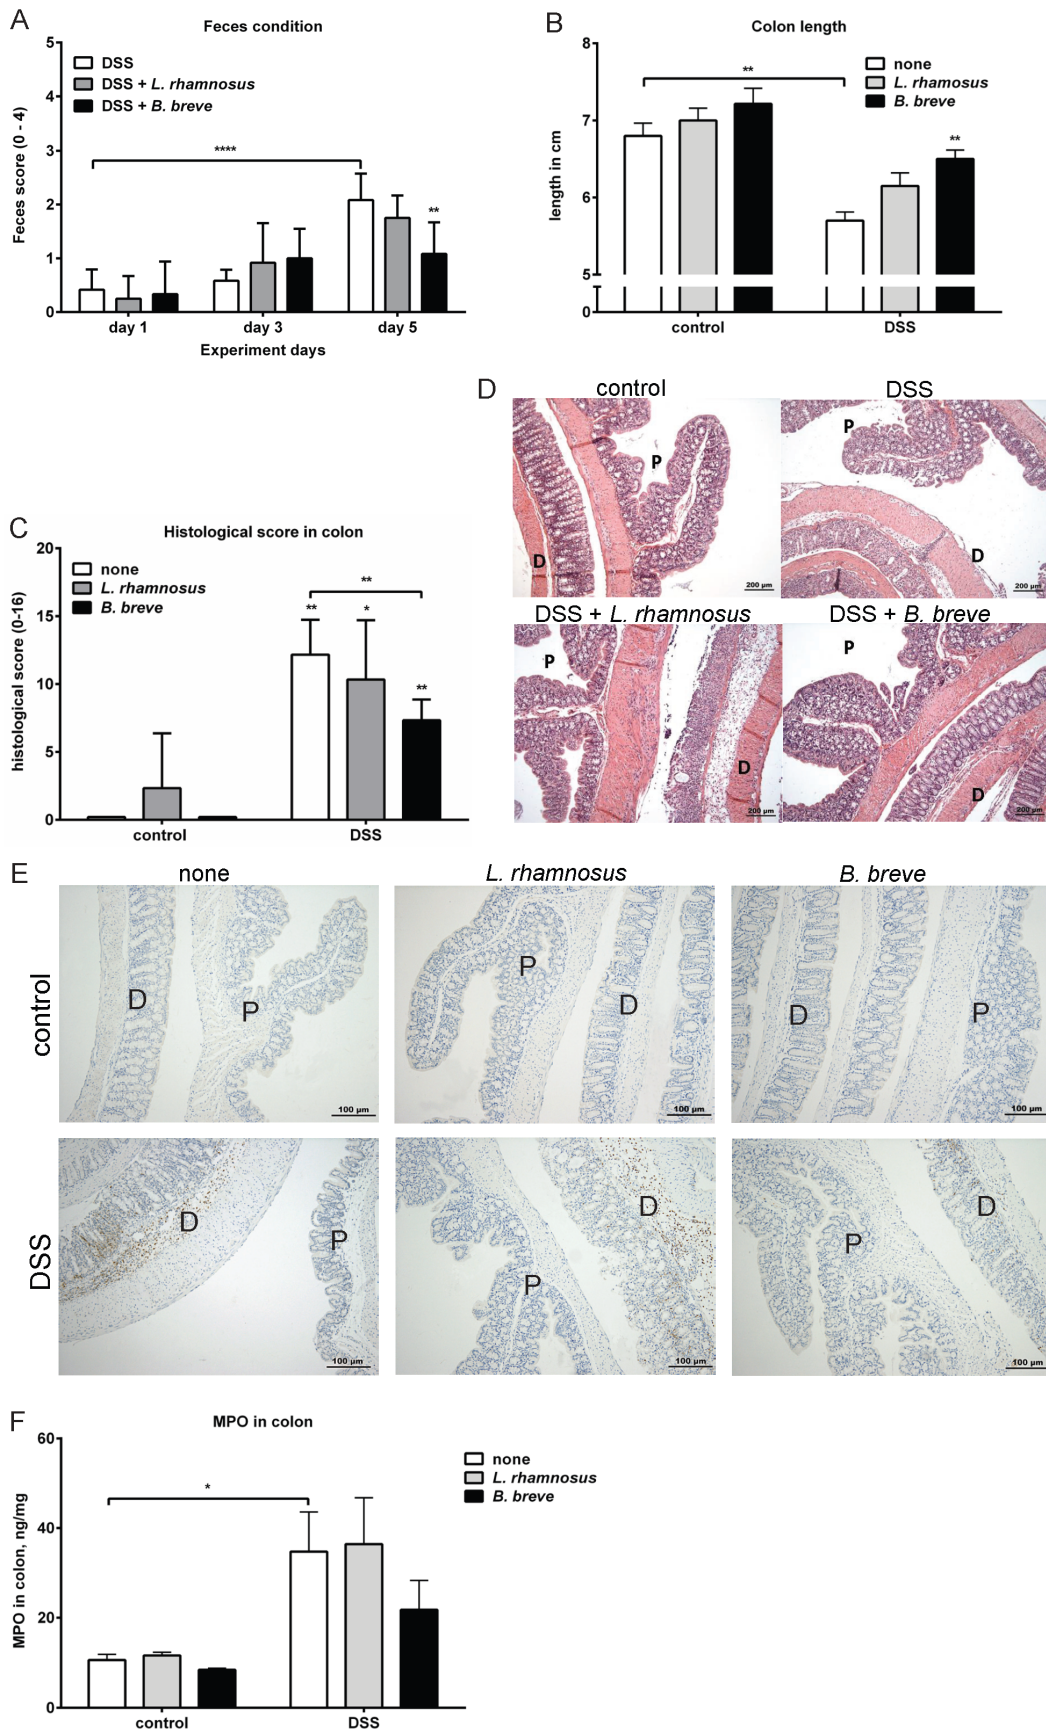 A
Feces condition
Feces score (0 - 4)
5
4
3
2
1
0
DSS
DSS + L. rhamnosus
DSS + B. breve
****
**
day 1
day 3
day 5
Experiment days
B
Colon length
length in cm
8
7
6
5
0
none
L. rhamosus
B. breve
**
**
control
DSS
C
Histological score in colon
histological score (0-16)
20
15
10
5
0
none
L. rhamnosus
B. breve
**
**
*
**
control
DSS
D
control
DSS
P
D
200 µm
P
D
200 µm
DSS + L. rhamnosus
DSS + B. breve
P
D
200 µm
P
D
200 µm
E
none
L. rhamnosus
B. breve
control
D
P
100 µm
P
D
100 µm
D
P
100 µm
DSS
D
P
100 µm
D
P
100 µm
D
P
100 µm
F
MPO in colon
MPO in colon, ng/mg
60
40
20
0
none
L. rhamnosus
B. breve
*
control
DSS